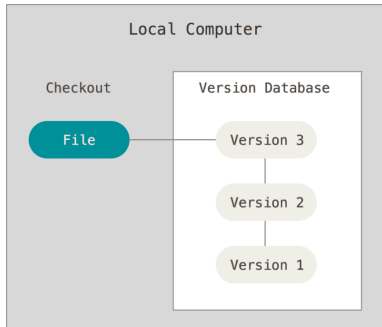 Local Computer
Checkout
Version Database
File
Version 3
Version 2
Version 1